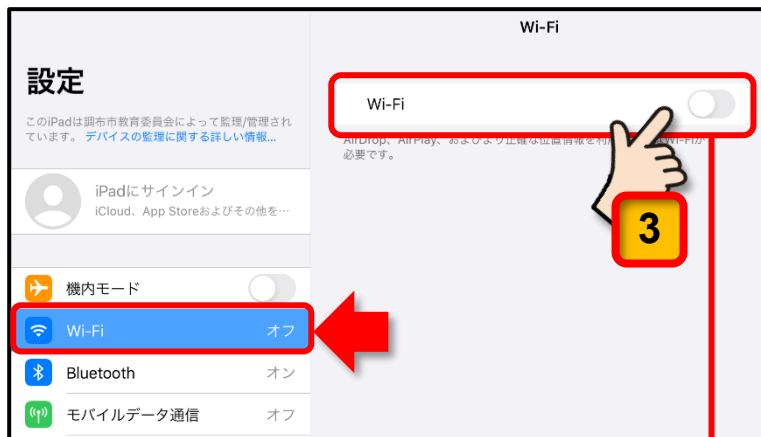 Wi-Fi
設定
このiPadは調布市教育委員会によって監理/管理され
ています。 デバイスの監理に関する詳しい情報...
iPadにサインイン
iCloud、App Storeおよびその他を…
機内モード
Wi-Fi オフ
Bluetooth オン
モバイルデータ通信 オフ
Wi-Fi
AirDrop、AirPlay、およびより正確な位置情報を利 Wi-Fiが
必要です。
3